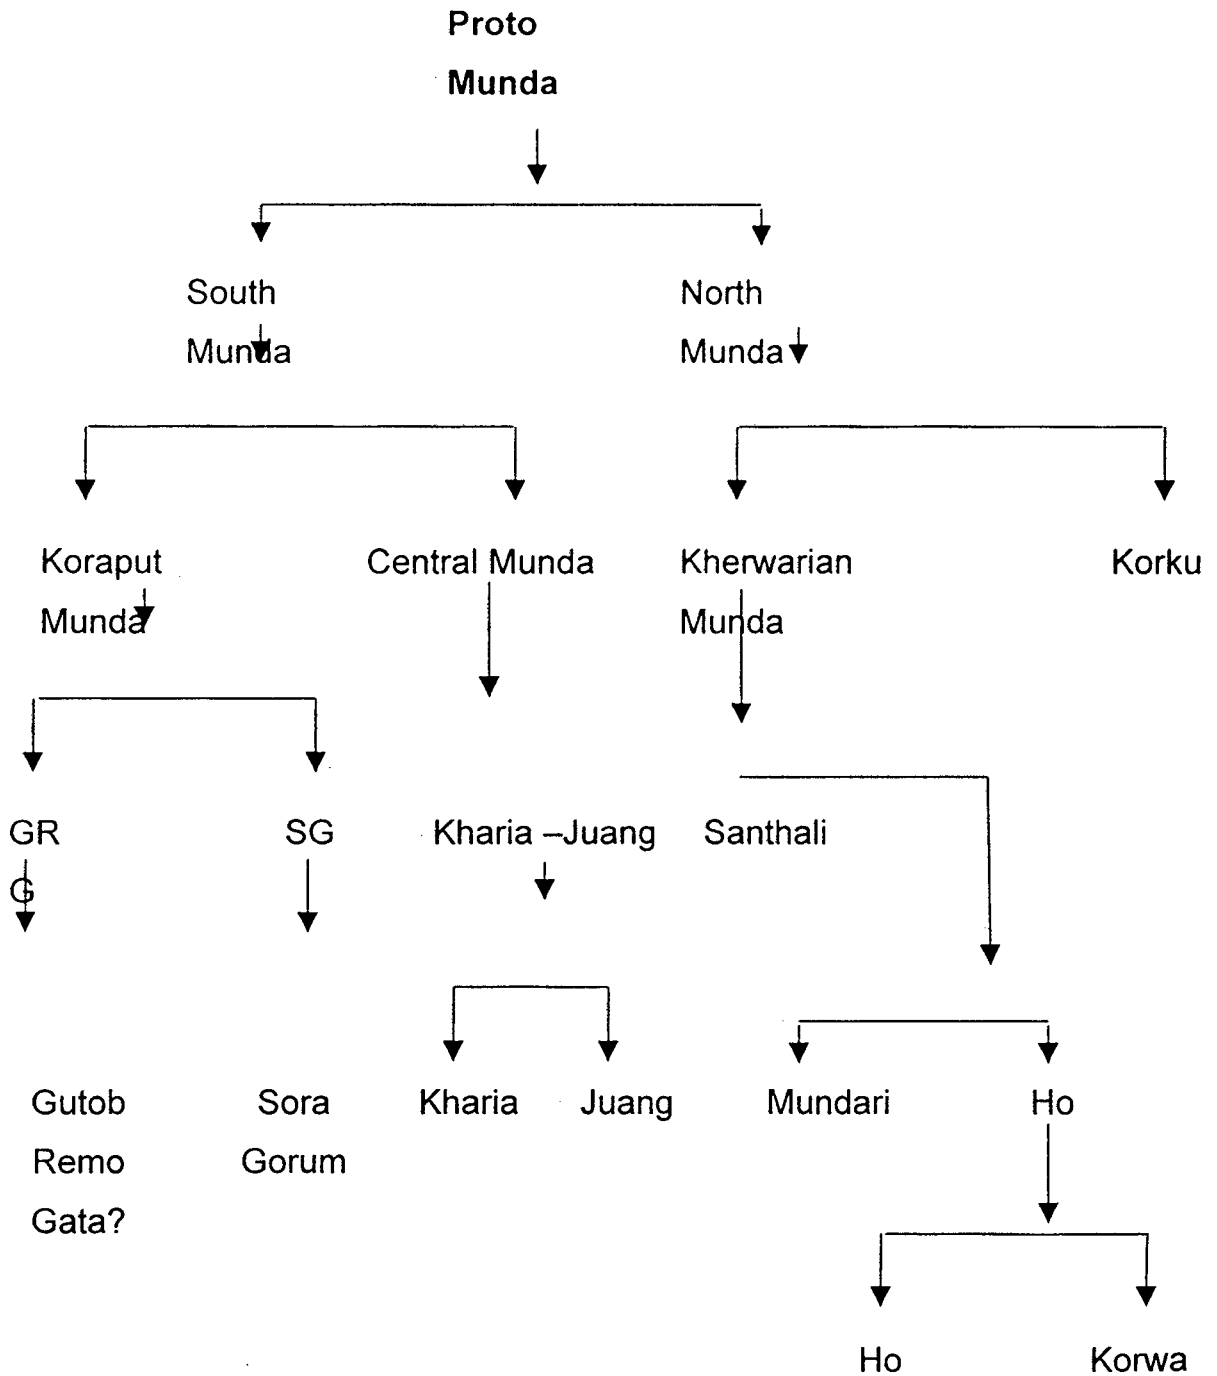 Proto
Munda
South
Munda
North
Munda
Koraput
Munda
Central Munda
Kherwarian
Munda
Korku
GR
G
SG
Kharia –Juang
Santhali
Gutob
Remo
Gata?
Sora
Gorum
Kharia
Juang
Mundari
Ho
Ho
Korwa